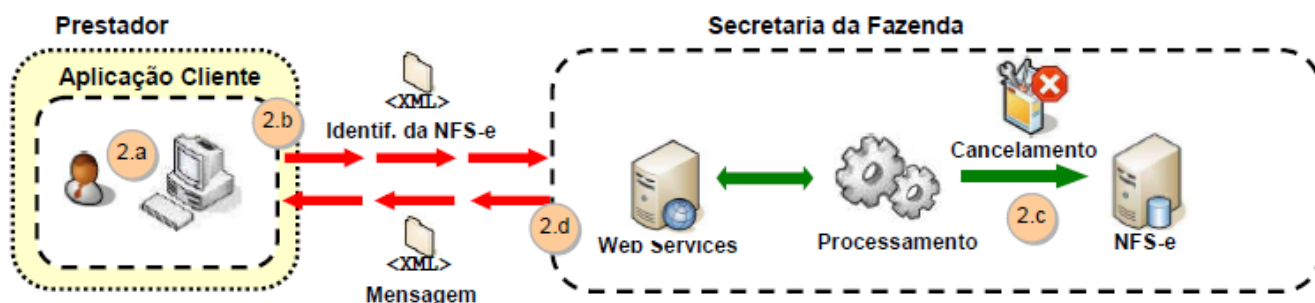 Prestador
Secretaria da Fazenda
Aplicação Cliente
2.a
2.b
<XML>
Identif. da NFS-e
<XML>
Mensagem
2.d
Web Services
Processamento
Cancelamento
2.c
NFS-e